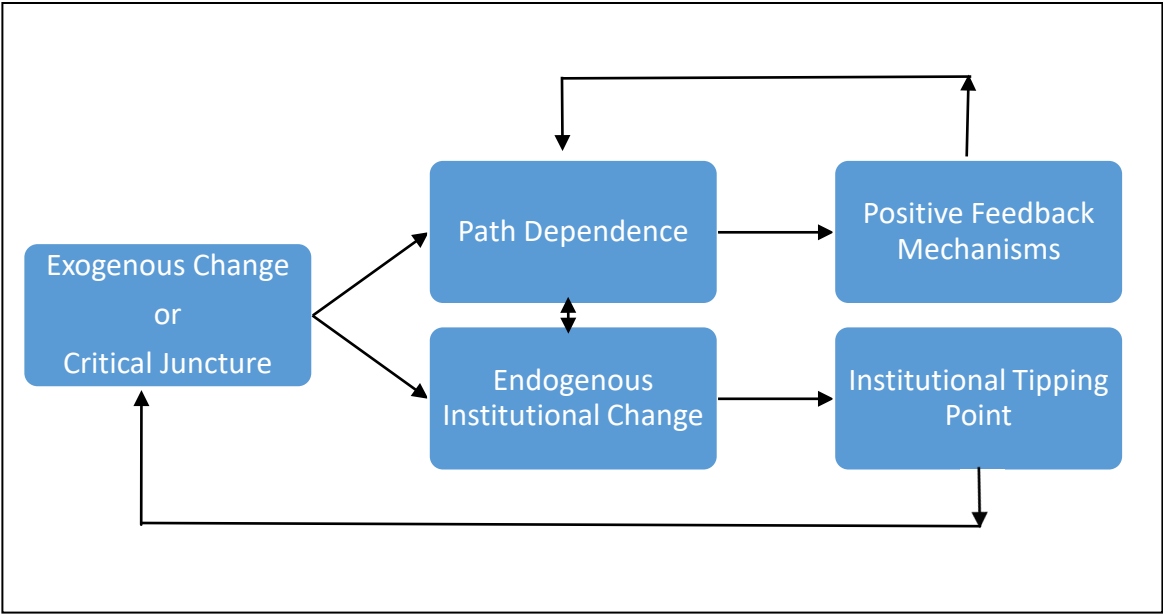 Exogenous Change
or
Critical Juncture
Path Dependence
Positive Feedback
Mechanisms
Endogenous
Institutional Change
Institutional Tipping
Point